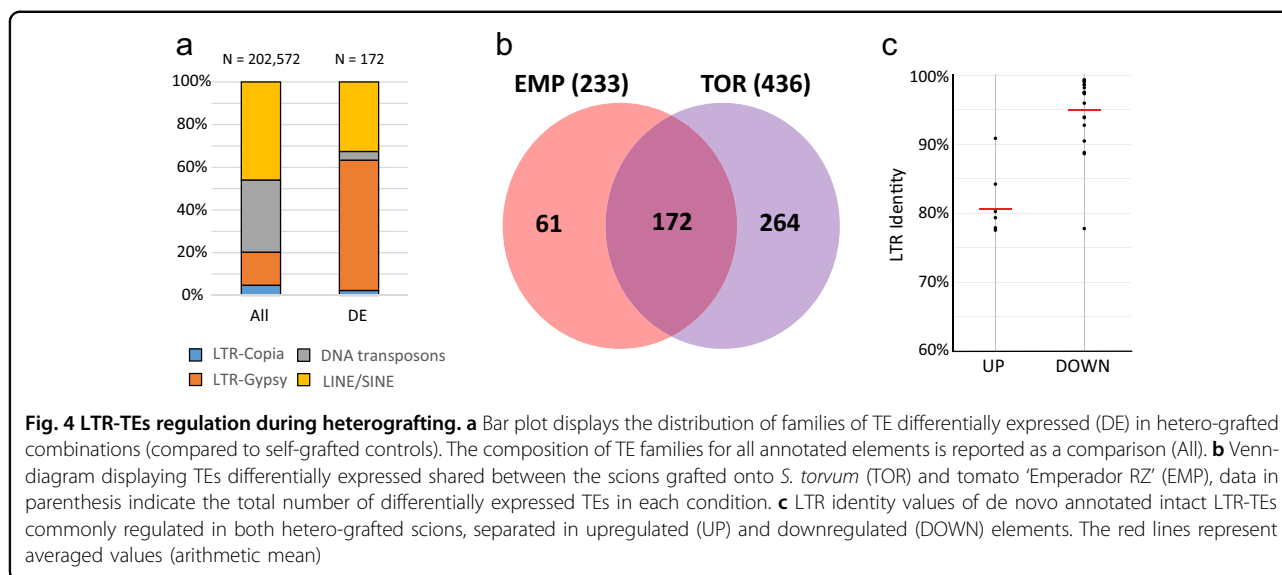 a
N = 202,572
N = 172
100%
80%
60%
40%
20%
0%
All
DE
LTR-Copia
DNA transposons
LTR-Gypsy
LINE/SINE
b
EMP (233)
TOR (436)
61
172
264
c
100%
90%
80%
70%
60%
LTR Identity
UP
DOWN
Fig. 4 LTR-TEs regulation during heterografting. a Bar plot displays the distribution of families of TE differentially expressed (DE) in hetero-grafted
combinations (compared to self-grafted controls). The composition of TE families for all annotated elements is reported as a comparison (All). b Venn-
diagram displaying TEs differentially expressed shared between the scions grafted onto S. torvum (TOR) and tomato ‘Emperador RZ’ (EMP), data in
parenthesis indicate the total number of differentially expressed TEs in each condition. c LTR identity values of de novo annotated intact LTR-TEs
commonly regulated in both hetero-grafted scions, separated in upregulated (UP) and downregulated (DOWN) elements. The red lines represent
averaged values (arithmetic mean)